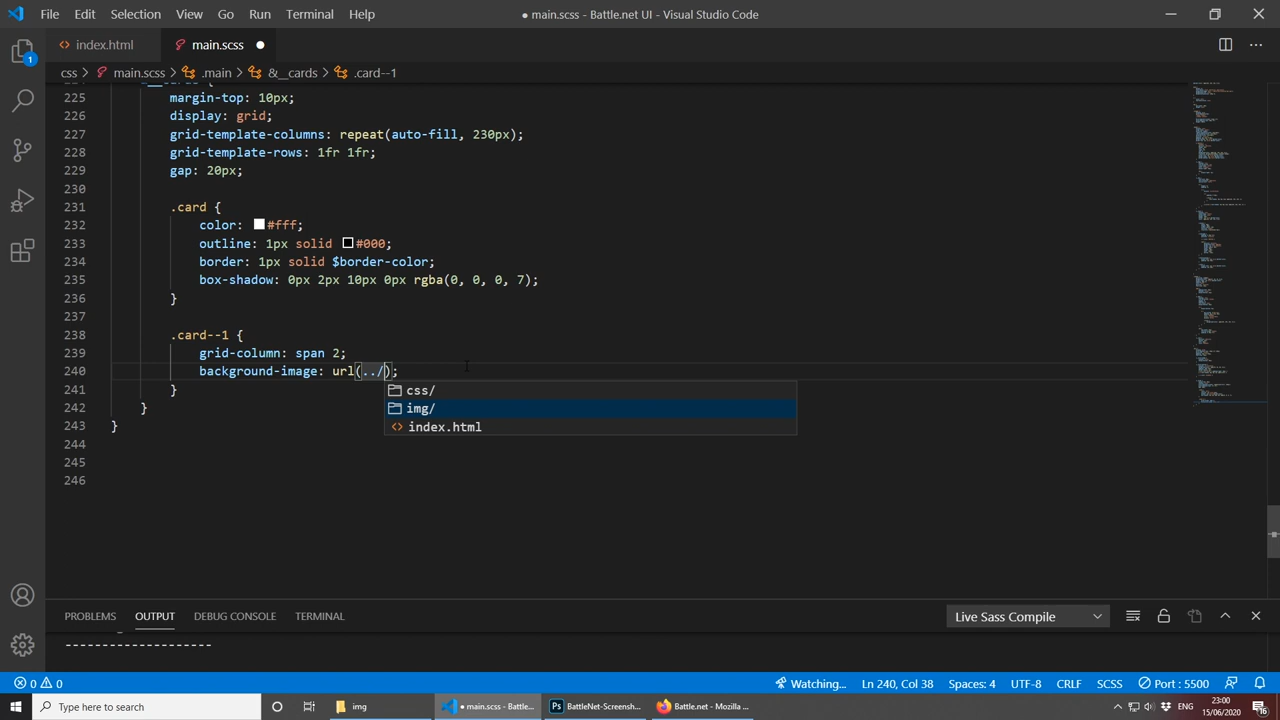 File Edit Selection View Go Run Terminal Help
● main.scss - Battle.net UI - Visual Studio Code
index.html main.scss
css > main.scss > .main > &__cards > .card--1
225 margin-top: 10px;
226 display: grid;
227 grid-template-columns: repeat(auto-fill, 230px);
228 grid-template-rows: 1fr 1fr;
229 gap: 20px;
230
231 .card {
232 color: #fff;
233 outline: 1px solid #000;
234 border: 1px solid $border-color;
235 box-shadow: 0px 2px 10px 0px rgba(0, 0, 0, 7);
236 }
237
238 .card--1 {
239 grid-column: span 2;
240 background-image: url(../);
241 }
242 }
243 }
244
245
246
css/
img/
index.html
1
PROBLEMS OUTPUT DEBUG CONSOLE TERMINAL
Live Sass Compile
--------------------
0 0
Watching... Ln 240, Col 38 Spaces: 4 UTF-8 CRLF SCSS Port : 5500
Type here to search
img
● main.scss - Battle...
BattleNet-Screensh...
Battle.net - Mozilla ...
ENG
23:00
15/06/2020